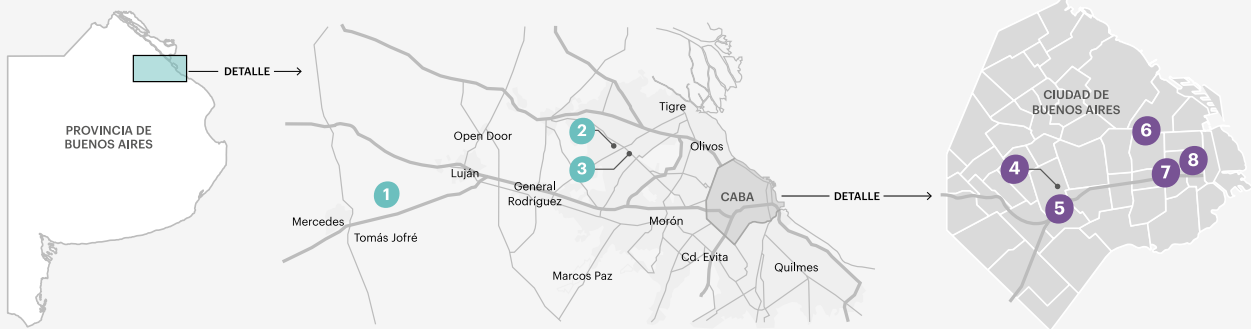 PROVINCIA DE
BUENOS AIRES
DETALLE
Tigre
2
Open Door
Olivos
3
Luján
1
General
Rodríguez
CABA
Mercedes
Morón
Tomás Jofré
Cd. Evita
Marcos Paz
Quilmes
DETALLE
CIUDAD DE
BUENOS AIRES
6
4
8
7
5